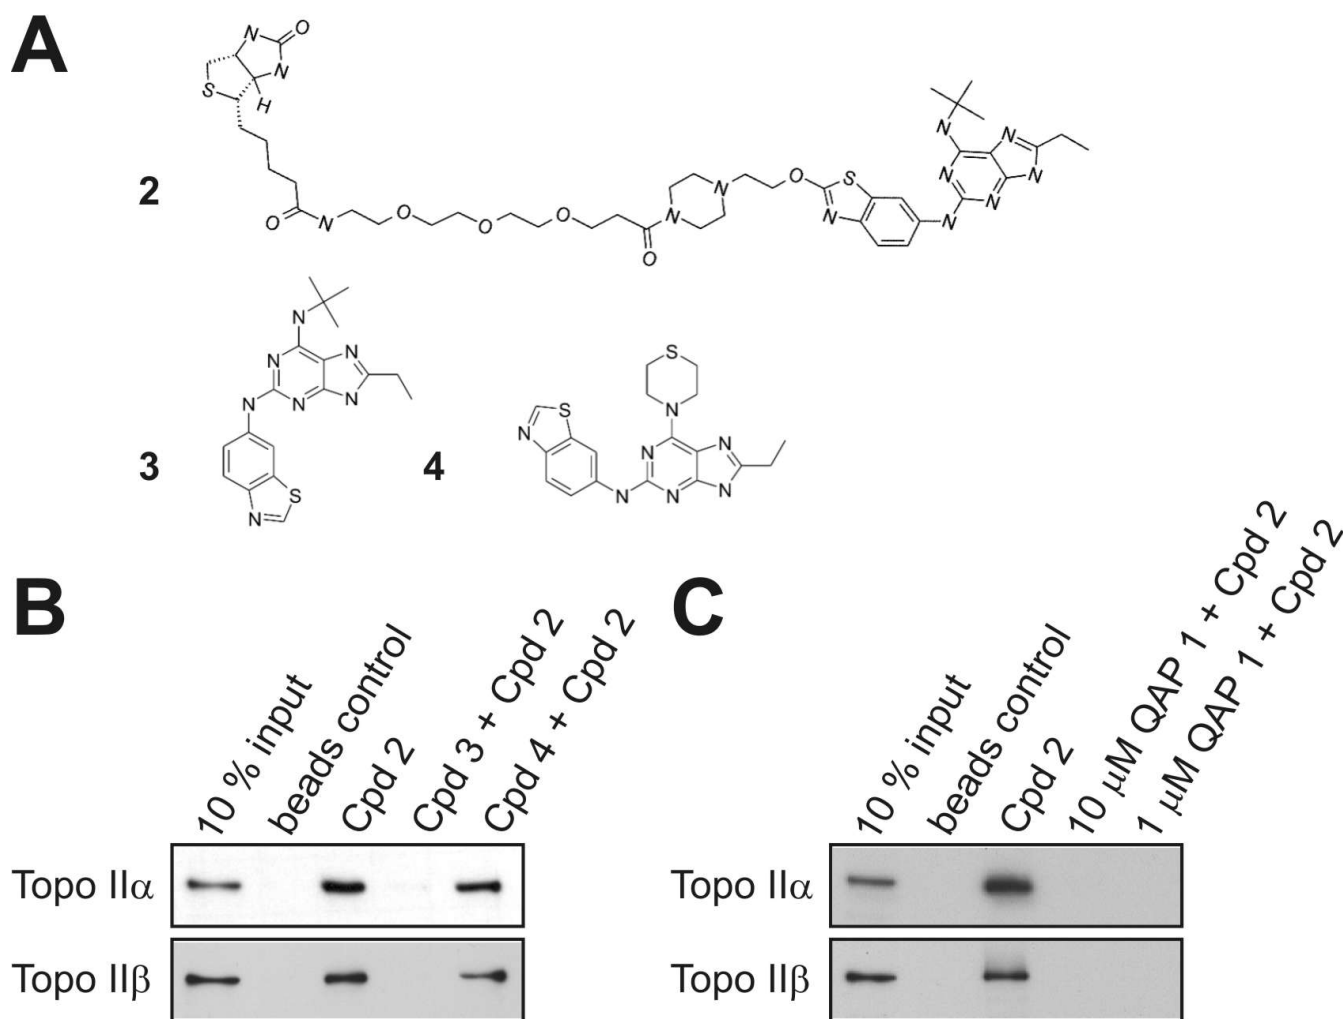 A
N
O
N
S
H
2
O
N
O
O
O
O
N
N
O
S
N
N
N
N
N
N
N
N
3
N
N
N
N
N
N
S
N
4
S
N
N
S
N
N
N
N
N
B
10 % input
beads control
Cpd 2
Cpd 3 + Cpd 2
Cpd 4 + Cpd 2
Topo IIα
Topo IIβ
C
10 % input
beads control
Cpd 2
10 μM QAP 1 + Cpd 2
1 μM QAP 1 + Cpd 2
Topo IIα
Topo IIβ